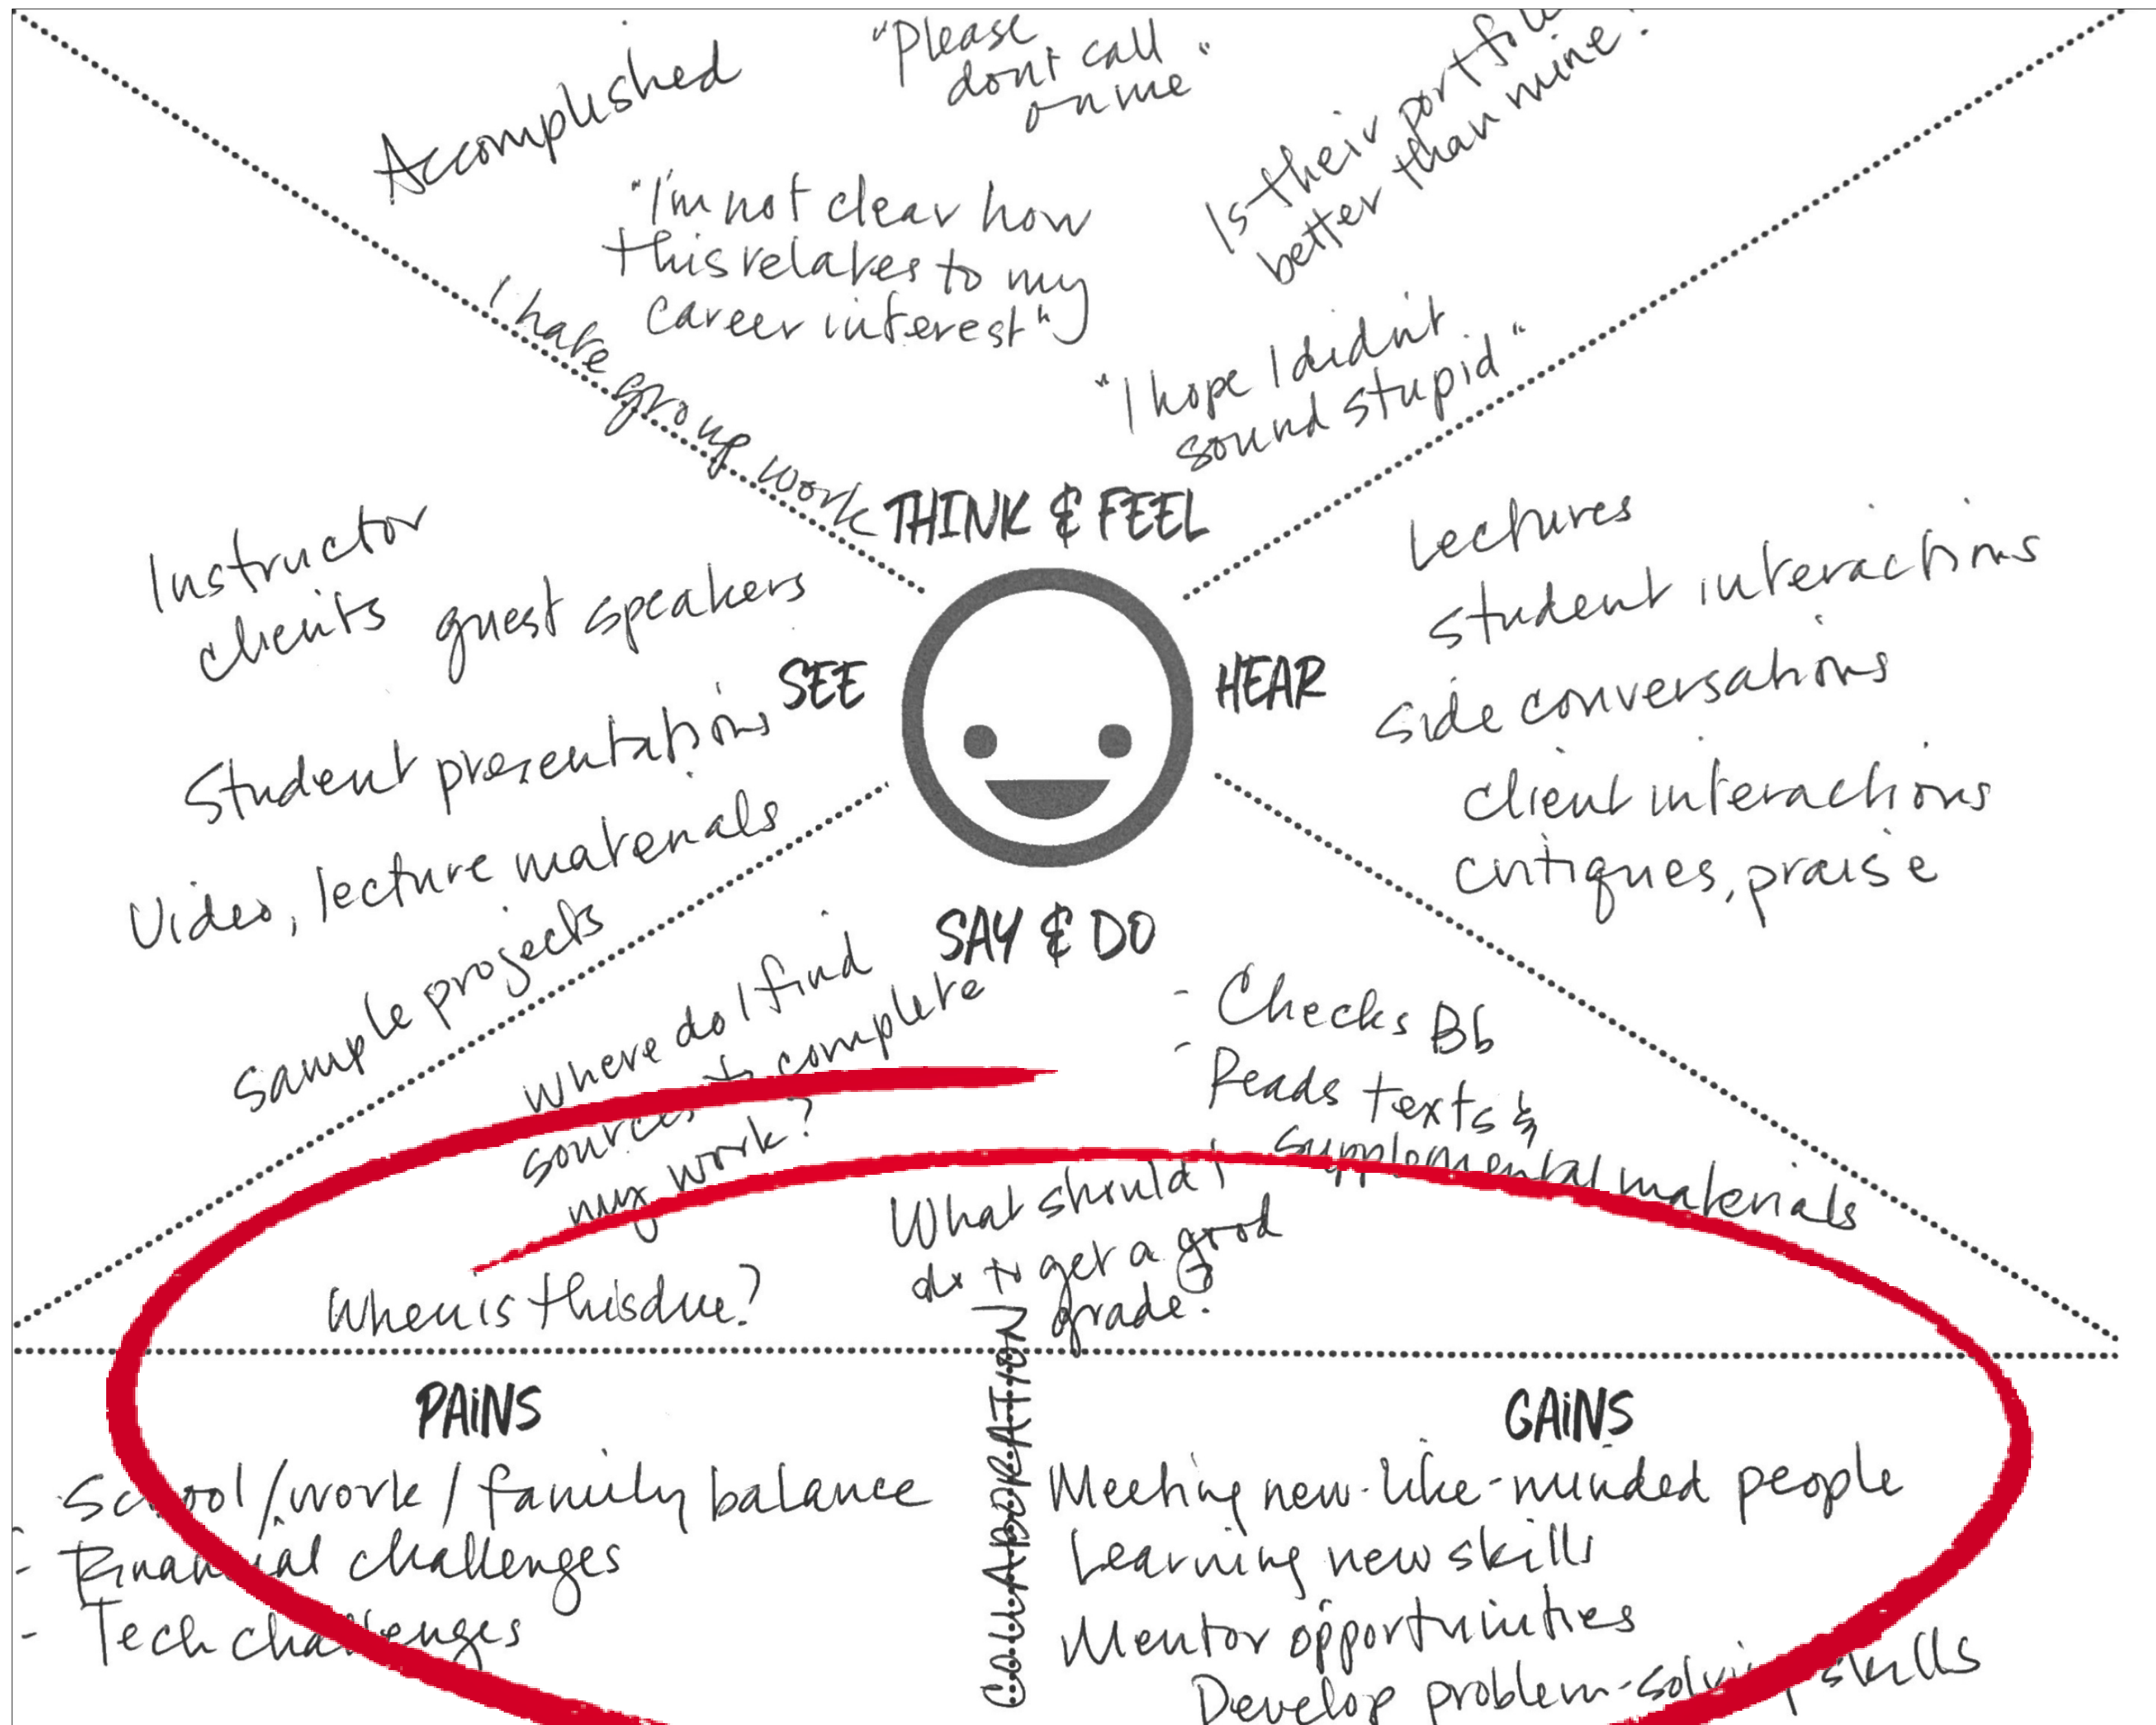 Accomplished
"Please
dont call
on me"
Is their
better than mine?
"I'm not clear how
this relates to my
career interest"
I hate group work
"I hope I didn't
sound stupid"
THINK & FEEL
Instructor
clients guest speakers
Student presentations
Video, lecture materials
Sample projects
SEE
HEAR
Lectures
Student interactions
Side conversations
Client interactions
Critiques, praise
SAY & DO
Where do I find
sources to complete
my work?
When is this due?
What should I
do to get a good
grade?
- Checks Bb
- Reads texts &
supplemental materials
PAiNS
- School/work/family balance
- Financial challenges
- Tech challenges
COLLABORATION
GAiNS
Meeting new like-minded people
Learning new skills
Mentor opportunities
Develop problem-solving skills